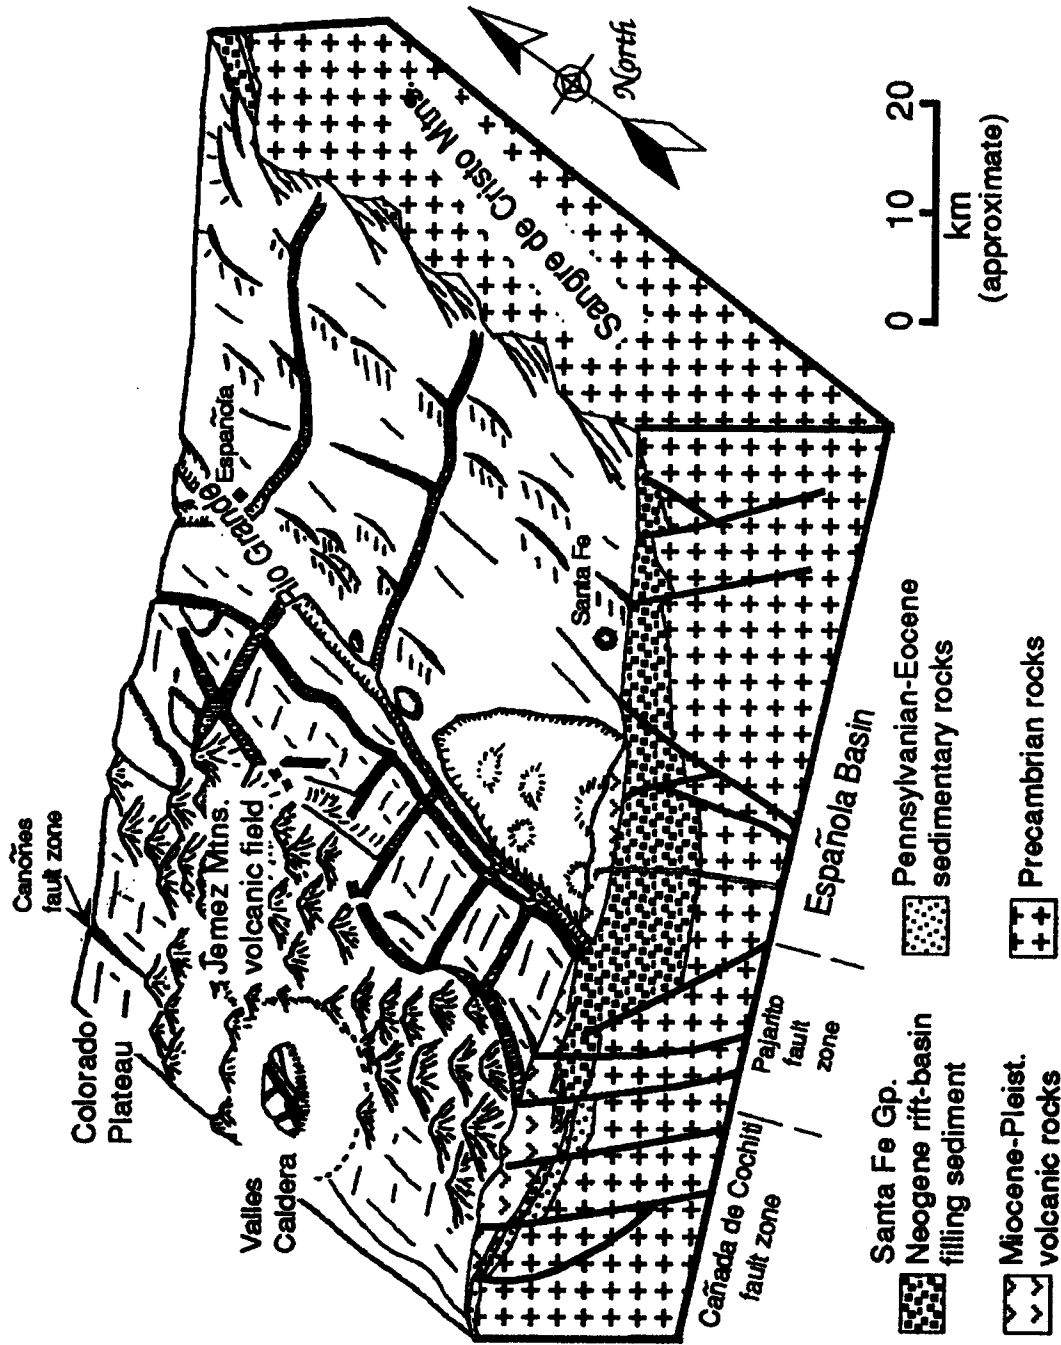 Colorado
Plateau
Cañones
fault zone
Valles
Caldera
Jemez Mtns.
volcanic field
Rio Grande
Española
Santa Fe
Sangre de Cristo Mtns.
North
Cañada de Cochiti
fault zone
Pajarito
fault
zone
Española Basin
0 10 20
km
(approximate)
Santa Fe Gp.
Neogene rift-basin
filling sediment
Pennsylvanian-Eocene
sedimentary rocks
Miocene-Pleist.
volcanic rocks
Precambrian rocks